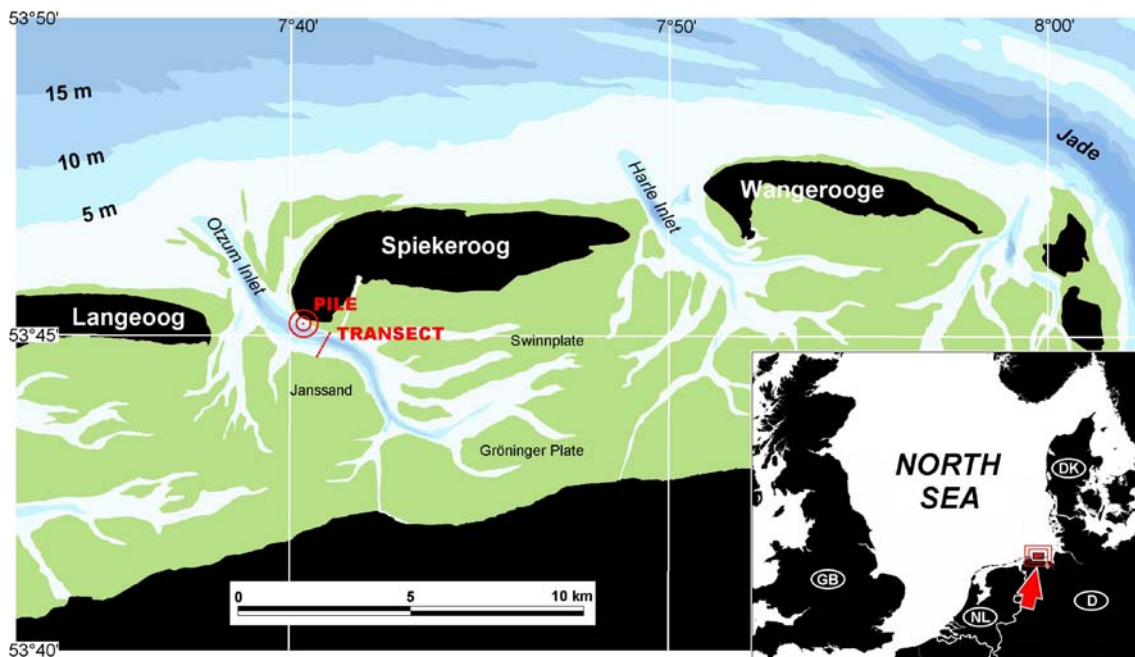 53°50'
7°40'
7°50'
8°00'
15 m
10 m
5 m
Jade
Harle Inlet
Wangerooge
Otzum Inlet
Spiekeroog
PILE
Langeoog
TRANSECT
53°45'
Swinnplate
Janssand
Gröninger Plate
0 5 10 km
53°40'
NORTH
SEA
DK
GB
NL
D